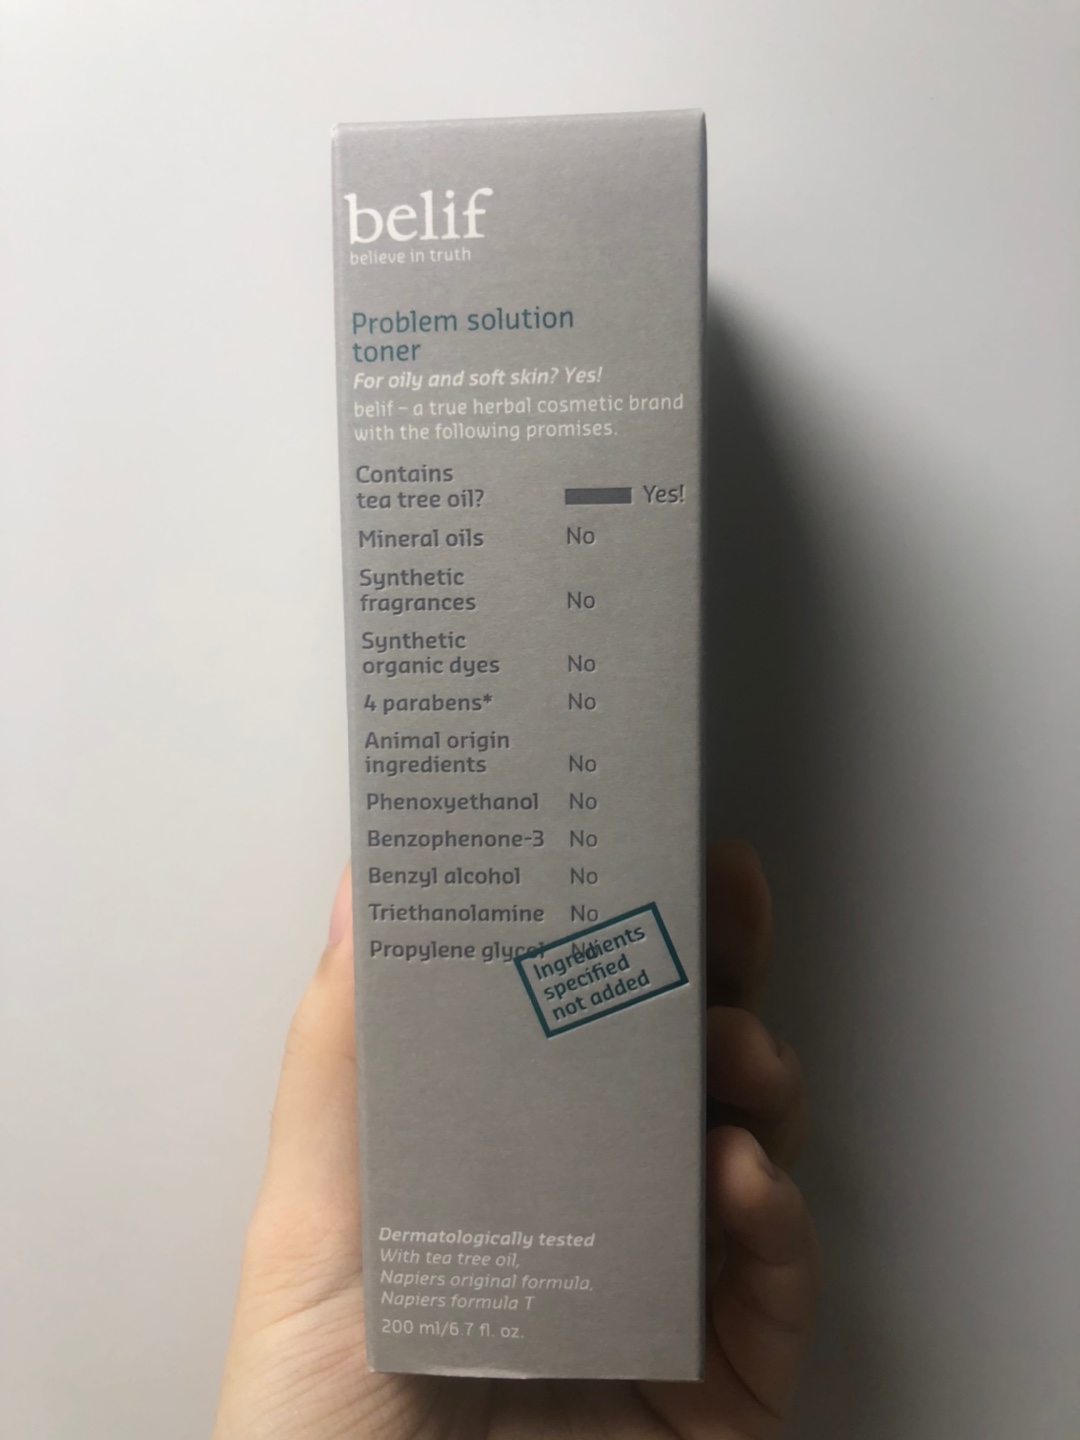 belif
believe in truth
Problem solution
toner
For oily and soft skin? Yes!
belif – a true herbal cosmetic brand
with the following promises.
Contains
tea tree oil? Yes!
Mineral oils No
Synthetic
fragrances No
Synthetic
organic dyes No
4 parabens* No
Animal origin
ingredients No
Phenoxyethanol No
Benzophenone-3 No
Benzyl alcohol No
Triethanolamine No
Propylene glycol No
Ingredients
specified
not added
Dermatologically tested
With tea tree oil,
Napiers original formula,
Napiers formula T
200 ml/6.7 fl. oz.